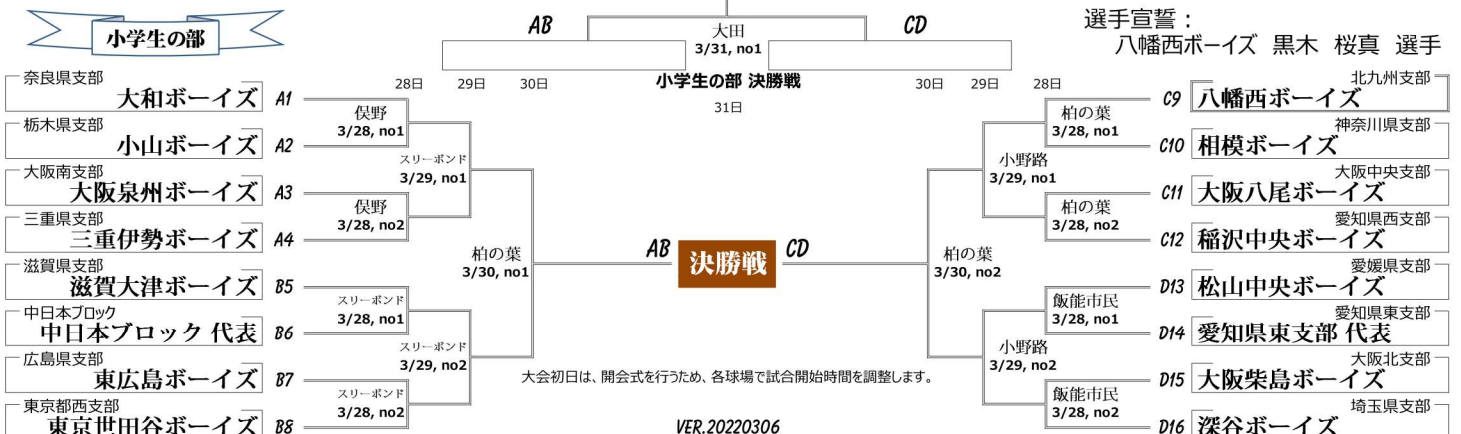 小学生の部
AB
大田
3/31, no1
CD
小学生の部 決勝戦
31日
選手宣誓：
八幡西ボーイズ 黒木 桜真 選手
28日
29日
30日
30日
29日
28日
奈良県支部
大和ボーイズ A1
栃木県支部
小山ボーイズ A2
大阪南支部
大阪泉州ボーイズ A3
三重県支部
三重伊勢ボーイズ A4
滋賀県支部
滋賀大津ボーイズ B5
中日本ブロック
中日本ブロック 代表 B6
広島県支部
東広島ボーイズ B7
東京都西支部
東京世田谷ボーイズ B8
俣野
3/28, no1
俣野
3/28, no2
スリーボンド
3/28, no1
スリーボンド
3/28, no2
スリーボンド
3/29, no1
スリーボンド
3/29, no2
柏の葉
3/30, no1
AB 決勝戦 CD
柏の葉
3/30, no2
小野路
3/29, no1
小野路
3/29, no2
柏の葉
3/28, no1
柏の葉
3/28, no2
飯能市民
3/28, no1
飯能市民
3/28, no2
北九州支部
C9 八幡西ボーイズ
神奈川県支部
C10 相模ボーイズ
大阪中央支部
C11 大阪八尾ボーイズ
愛知県西支部
C12 稲沢中央ボーイズ
愛媛県支部
D13 松山中央ボーイズ
愛知県東支部
D14 愛知県東支部 代表
大阪北支部
D15 大阪柴島ボーイズ
埼玉県支部
D16 深谷ボーイズ
大会初日は、開会式を行うため、各球場で試合開始時間を調整します。
VER.20220306